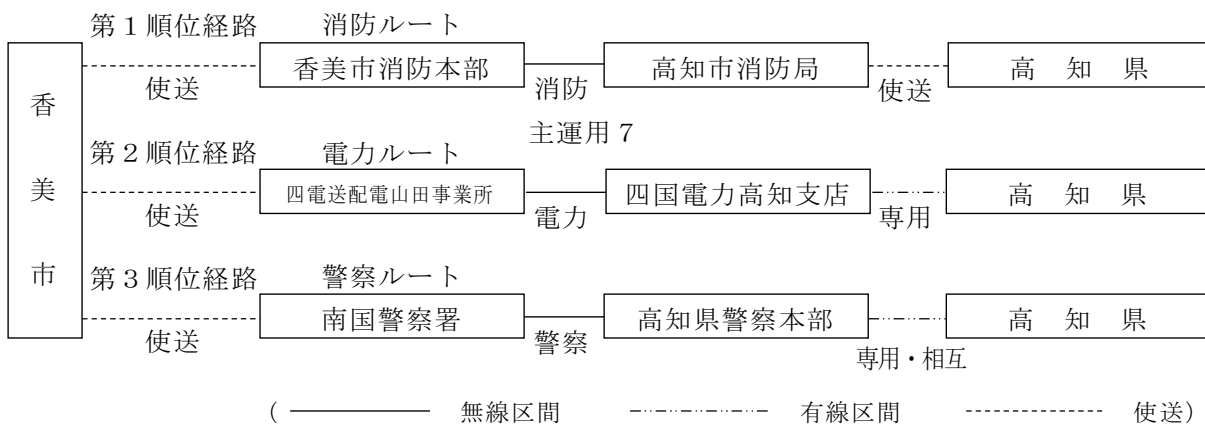 第１順位経路 消防ルート
香美市
使送 香美市消防本部 消防 高知市消防局 使送 高知県
主運用７
第２順位経路 電力ルート
使送 四電送配電山田事業所 電力 四国電力高知支店 専用 高知県
第３順位経路 警察ルート
使送 南国警察署 警察 高知県警察本部 専用・相互 高知県
( 無線区間 有線区間 使送)